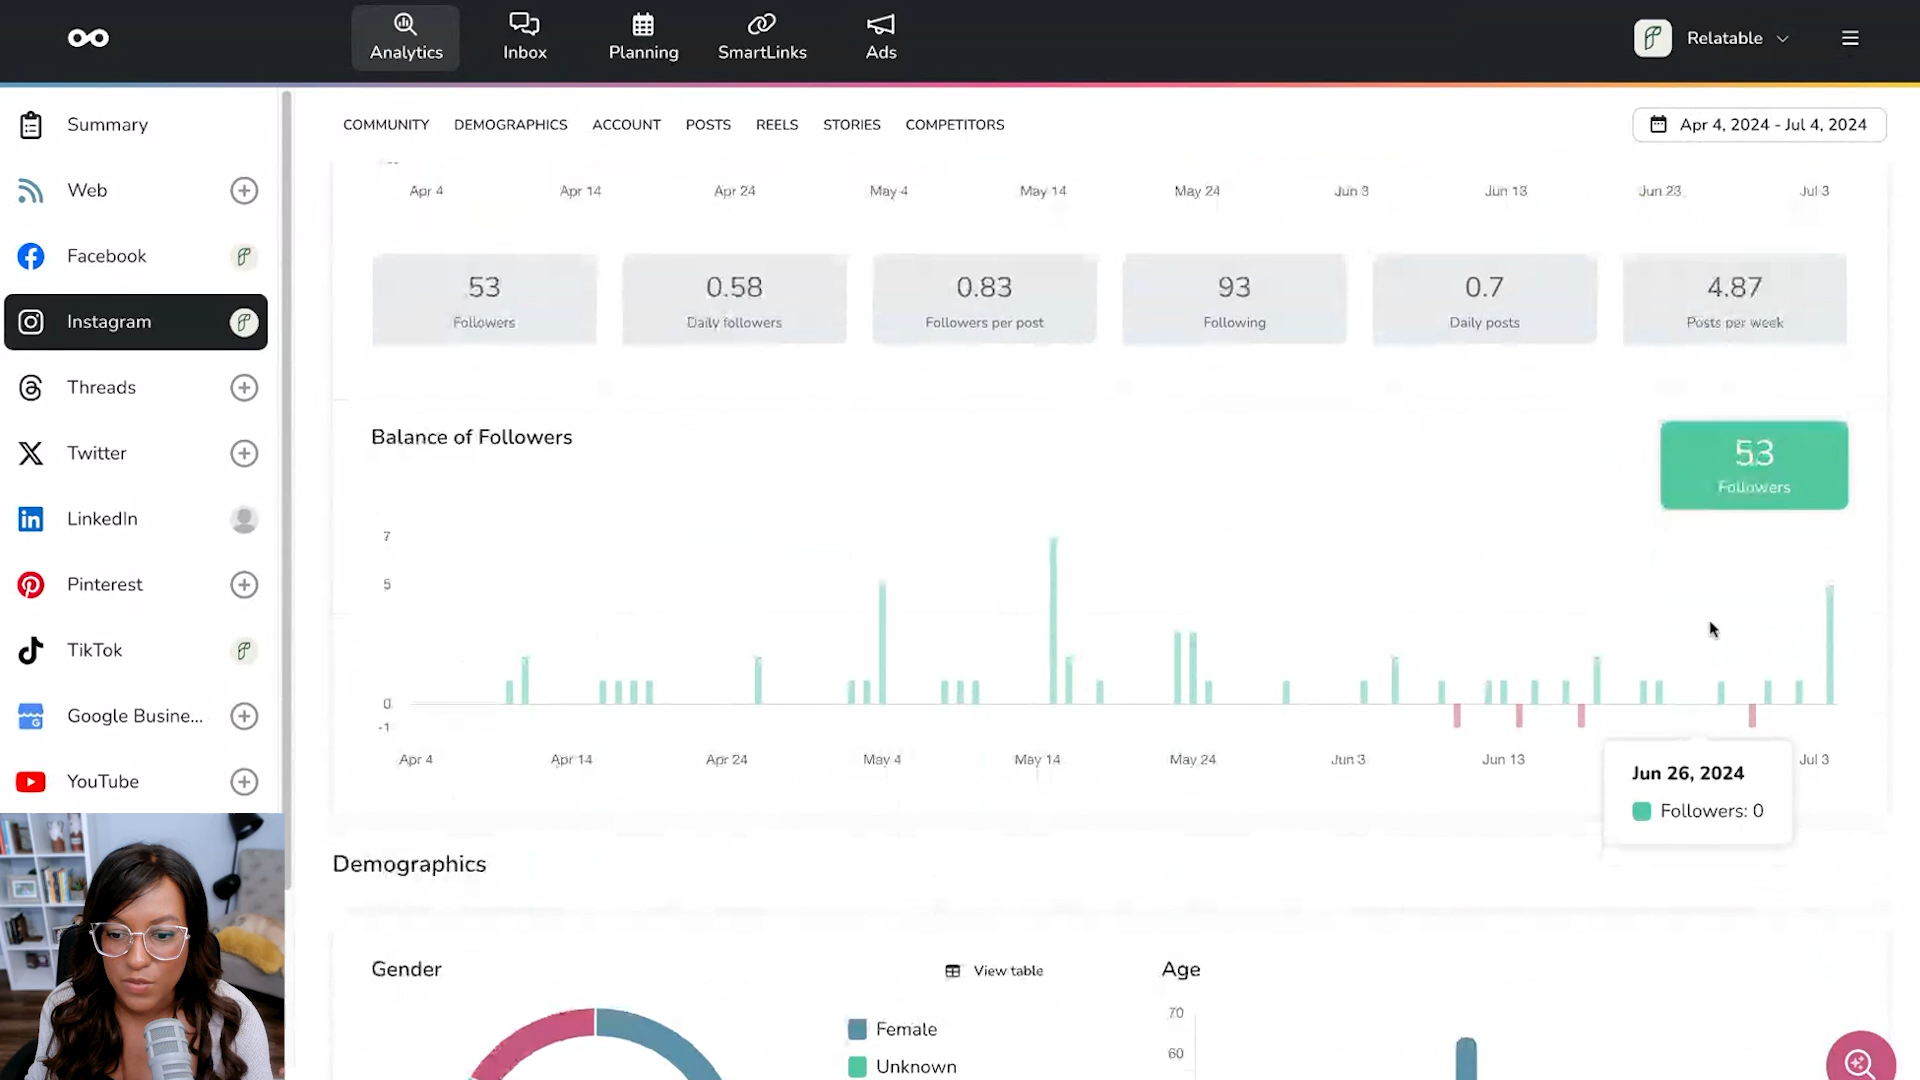 Analytics
Inbox
Planning
SmartLinks
Ads
Relatable
Summary
Web
Facebook
Instagram
Threads
Twitter
LinkedIn
Pinterest
TikTok
Google Busine...
YouTube
COMMUNITY DEMOGRAPHICS ACCOUNT POSTS REELS STORIES COMPETITORS
Apr 4, 2024 - Jul 4, 2024
Apr 4 Apr 14 Apr 24 May 4 May 14 May 24 Jun 3 Jun 13 Jun 23 Jul 3
53
Followers
0.58
Daily followers
0.83
Followers per post
93
Following
0.7
Daily posts
4.87
Posts per week
Balance of Followers
53
Followers
7
5
0
-1
Apr 4 Apr 14 Apr 24 May 4 May 14 May 24 Jun 3 Jun 13 Jul 3
Jun 26, 2024
Followers: 0
Demographics
Gender
View table
Female
Unknown
Age
70
60